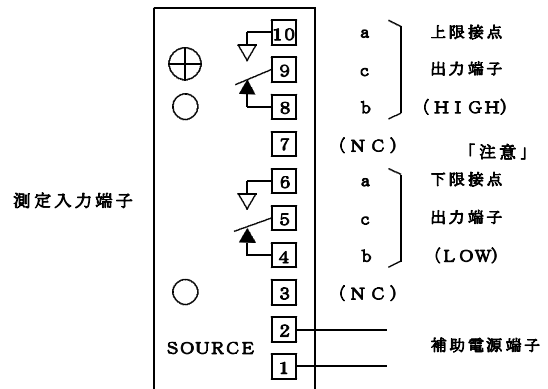 10 a 上限接点
9 c 出力端子
8 b (HIGH)
7 (NC) 「注意」
6 a 下限接点
測定入力端子
5 c 出力端子
4 b (LOW)
3 (NC)
2
SOURCE 補助電源端子
1